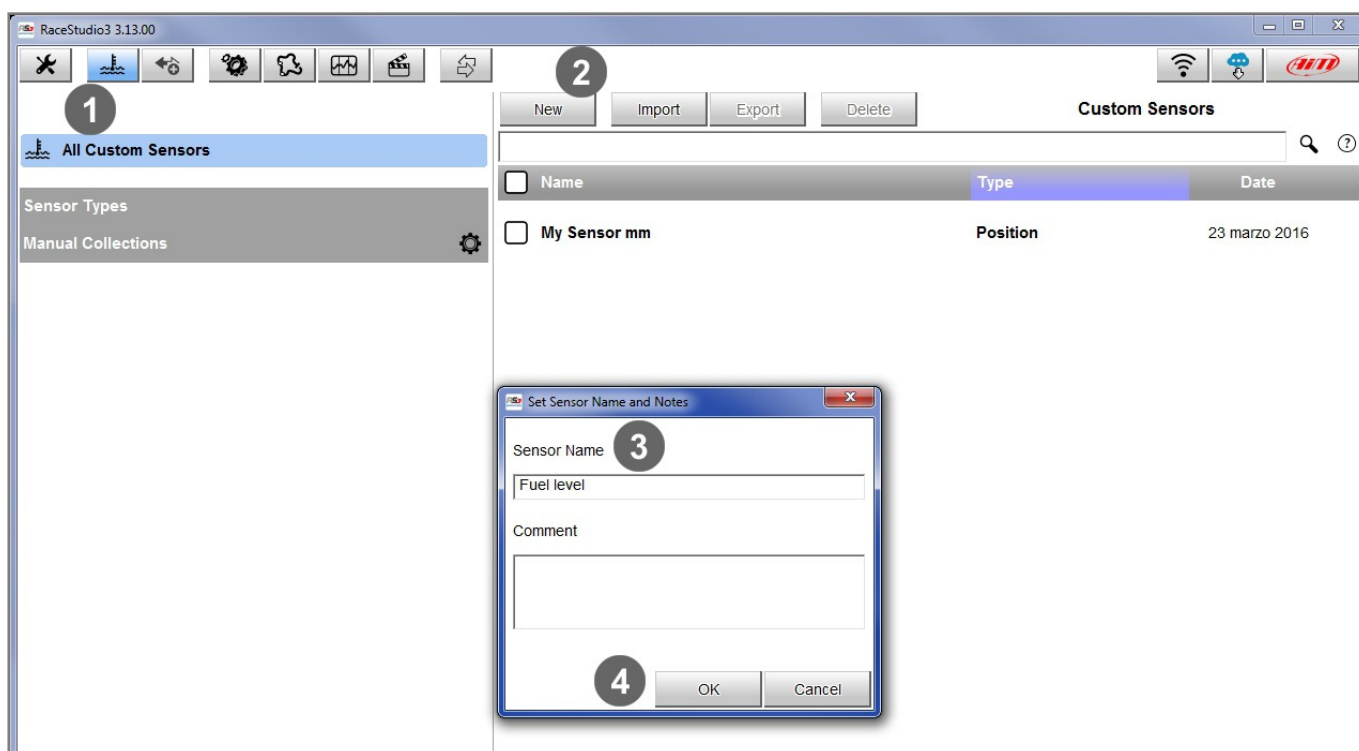 RaceStudio3 3.13.00
AiM
1
2
New Import Export Delete Custom Sensors
All Custom Sensors
Name Type Date
Sensor Types
Manual Collections
My Sensor mm Position 23 marzo 2016
Set Sensor Name and Notes
Sensor Name 3
Fuel level
Comment
4 OK Cancel